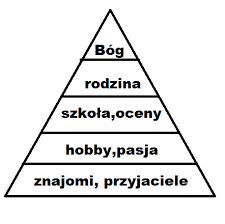 Bóg
rodzina
szkoła,oceny
hobby,pasja
znajomi, przyjaciele